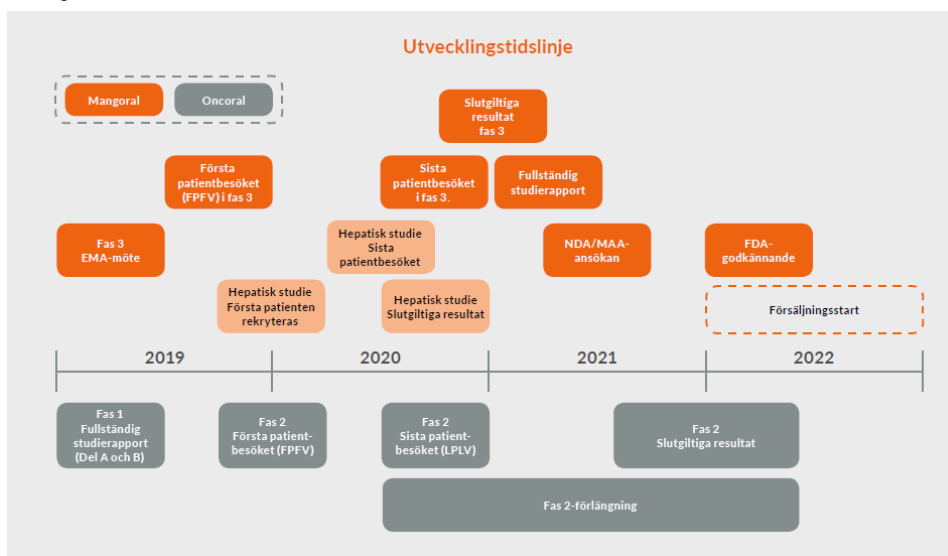 Utvecklingstidslinje
Mangoral
Oncoral
Slutgiltiga
resultat
fas 3
Första
patientbesöket
(FPFV) i fas 3
Sista
patientbesöket
i fas 3.
Fullständig
studierapport
Fas 3
EMA-möte
Hepatisk studie
Sista
patientbesöket
NDA/MAA-
ansökan
FDA-
godkännande
Hepatisk studie
Första patienten
rekryteras
Hepatisk studie
Slutgiltiga resultat
Försäljningsstart
2019
2020
2021
2022
Fas 1
Fullständig
studierapport
(Del A och B)
Fas 2
Första patient-
besöket (FPFV)
Fas 2
Sista patient-
besöket (LPLV)
Fas 2
Slutgiltiga resultat
Fas 2-förlängning